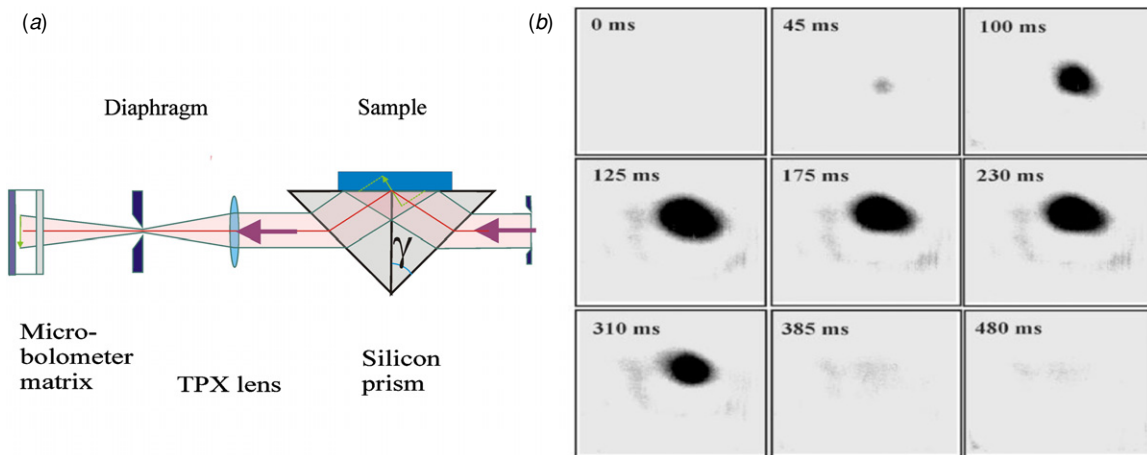 (a)
Diaphragm
Sample
γ
Micro-
bolometer
matrix
TPX lens
Silicon
prism
(b)
0 ms
45 ms
100 ms
125 ms
175 ms
230 ms
310 ms
385 ms
480 ms